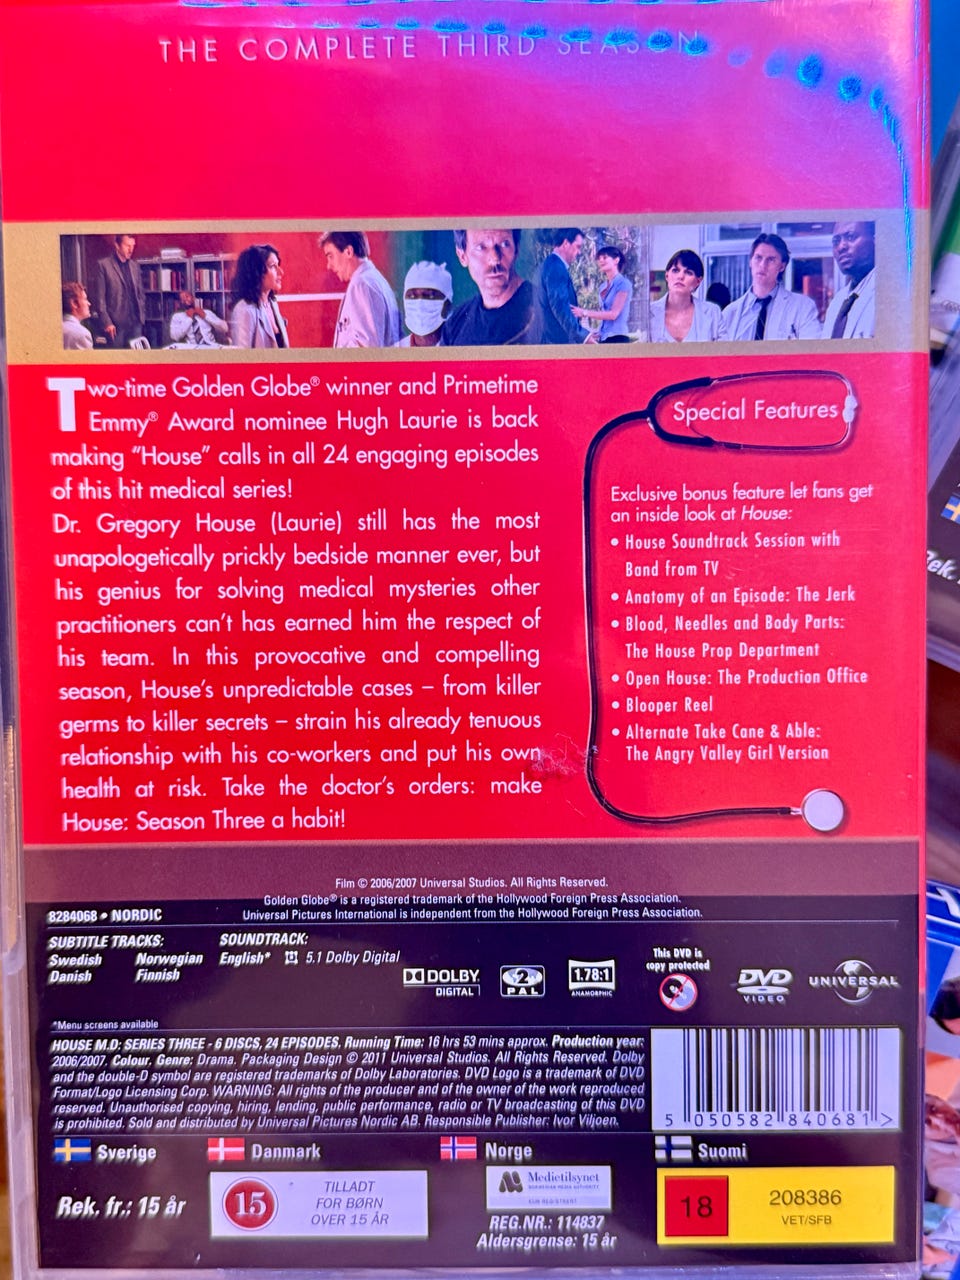 THE COMPLETE THIRD SEASON
Two-time Golden Globe® winner and Primetime
Emmy® Award nominee Hugh Laurie is back
making “House” calls in all 24 engaging episodes
of this hit medical series!
Dr. Gregory House (Laurie) still has the most
unapologetically prickly bedside manner ever, but
his genius for solving medical mysteries other
practitioners can’t has earned him the respect of
his team. In this provocative and compelling
season, House’s unpredictable cases – from killer
germs to killer secrets – strain his already tenuous
relationship with his co-workers and put his own
health at risk. Take the doctor’s orders: make
House: Season Three a habit!
Special Features
Exclusive bonus feature let fans get
an inside look at House:
• House Soundtrack Session with
Band from TV
• Anatomy of an Episode: The Jerk
• Blood, Needles and Body Parts:
The House Prop Department
• Open House: The Production Office
• Blooper Reel
• Alternate Take Cane & Able:
The Angry Valley Girl Version
Film © 2006/2007 Universal Studios. All Rights Reserved.
Golden Globe® is a registered trademark of the Hollywood Foreign Press Association.
Universal Pictures International is independent from the Hollywood Foreign Press Association.
8284068 • NORDIC
SUBTITLE TRACKS:
Swedish Norwegian
Danish Finnish
SOUNDTRACK:
English* 5.1 Dolby Digital
*Menu screens available
DOLBY
DIGITAL
2
PAL
1.78:1
ANAMORPHIC
This DVD is
copy protected
DVD
VIDEO
UNIVERSAL
HOUSE M.D: SERIES THREE - 6 DISCS, 24 EPISODES. Running Time: 16 hrs 53 mins approx. Production year:
2006/2007. Colour. Genre: Drama. Packaging Design © 2011 Universal Studios. All Rights Reserved. Dolby
and the double-D symbol are registered trademarks of Dolby Laboratories. DVD Logo is a trademark of DVD
Format/Logo Licensing Corp. WARNING: All rights of the producer and of the owner of the work reproduced
reserved. Unauthorised copying, hiring, lending, public performance, radio or TV broadcasting of this DVD
is prohibited. Sold and distributed by Universal Pictures Nordic AB. Responsible Publisher: Ivor Viljoen.
5 050582 840681 >
Sverige
Rek. fr.: 15 år
Danmark
15
TILLADT
FOR BØRN
OVER 15 ÅR
Norge
Medietilsynet
NORWEGIAN MEDIA AUTHORITY
KUN REGISTRERT
REG.NR.: 114837
Aldersgrense: 15 år
Suomi
18
208386
VET/SFB
Rek.